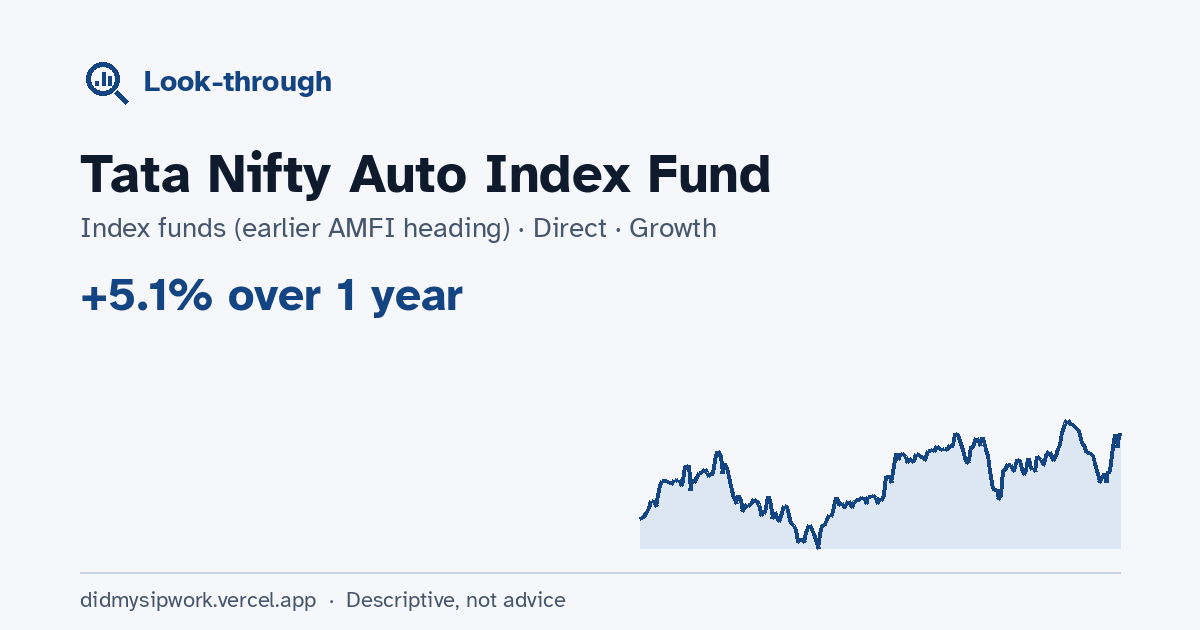 Look-through
Tata Nifty Auto Index Fund
Index funds (earlier AMFI heading) · Direct · Growth
+5.1% over 1 year
didmysipwork.vercel.app · Descriptive, not advice